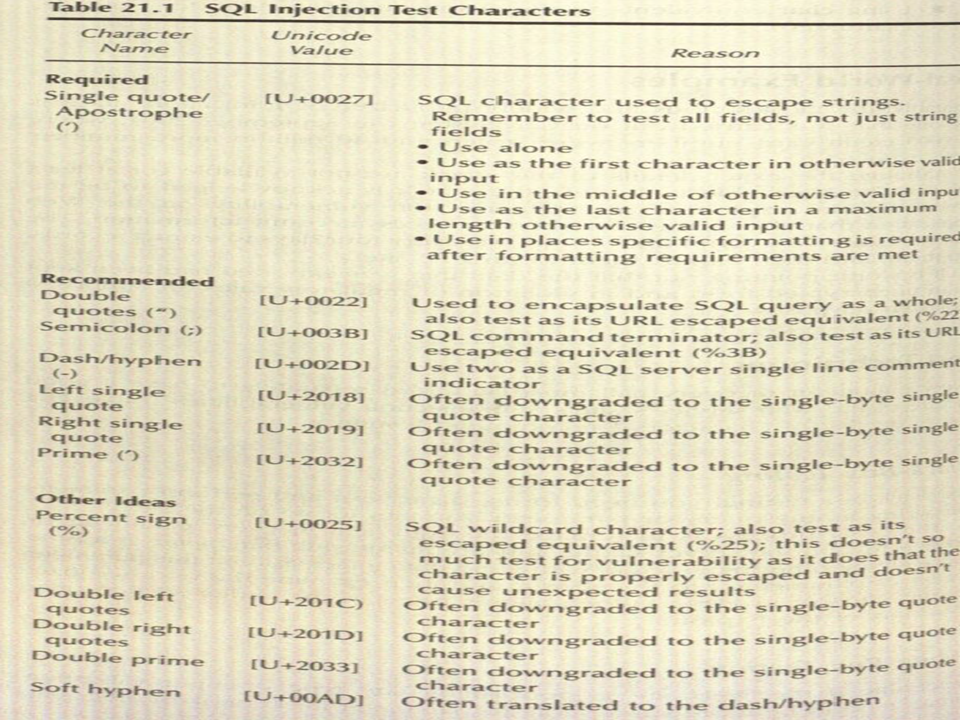 Table 21.1 SQL Injection Test Characters
Character Name Unicode Value Reason
Required
Single quote/ [U+0027] SQL character used to escape strings.
Apostrophe Remember to test all fields, not just string
(') fields
• Use alone
• Use as the first character in otherwise valid
input
• Use in the middle of otherwise valid inpu
• Use as the last character in a maximum
length otherwise valid input
• Use in places specific formatting is required
after formatting requirements are met
Recommended
Double [U+0022] Used to encapsulate SQL query as a whole;
quotes (“) also test as its URL escaped equivalent (%22
Semicolon (;) [U+003B] SQL command terminator; also test as its URL
escaped equivalent (%3B)
Dash/hyphen [U+002D] Use two as a SQL server single line comment
(-) indicator
Left single [U+2018] Often downgraded to the single-byte single
quote quote character
Right single [U+2019] Often downgraded to the single-byte single
quote quote character
Prime (′) [U+2032] Often downgraded to the single-byte single
quote character
Other Ideas
Percent sign [U+0025] SQL wildcard character; also test as its
(%) escaped equivalent (%25); this doesn't so
much test for vulnerability as it does that the
character is properly escaped and doesn't
cause unexpected results
Double left [U+201C) Often downgraded to the single-byte quote
quotes character
Double right [U+201D] Often downgraded to the single-byte quote
quotes character
Double prime [U+2033] Often downgraded to the single-byte quote
character
Soft hyphen [U+00AD] Often translated to the dash/hyphen